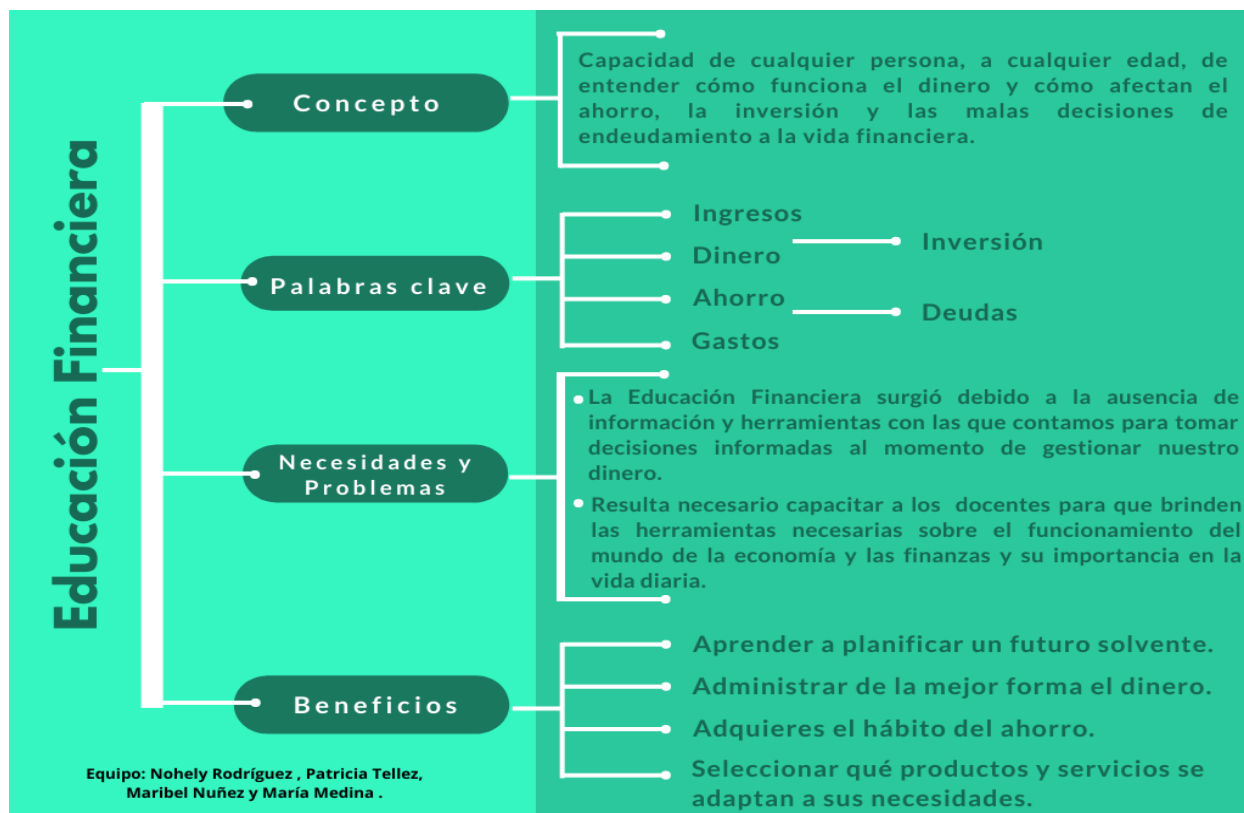 Educación Financiera
Concepto
Capacidad de cualquier persona, a cualquier edad, de
entender cómo funciona el dinero y cómo afectan el
ahorro, la inversión y las malas decisiones de
endeudamiento a la vida financiera.
Palabras clave
Ingresos
Dinero
Ahorro
Gastos
Inversión
Deudas
Necesidades y
Problemas
La Educación Financiera surgió debido a la ausencia de
información y herramientas con las que contamos para tomar
decisiones informadas al momento de gestionar nuestro
dinero.
Resulta necesario capacitar a los docentes para que brinden
las herramientas necesarias sobre el funcionamiento del
mundo de la economía y las finanzas y su importancia en la
vida diaria.
Beneficios
Aprender a planificar un futuro solvente.
Administrar de la mejor forma el dinero.
Adquieres el hábito del ahorro.
Seleccionar qué productos y servicios se
adaptan a sus necesidades.
Equipo: Nohely Rodríguez , Patricia Tellez,
Maribel Nuñez y María Medina .